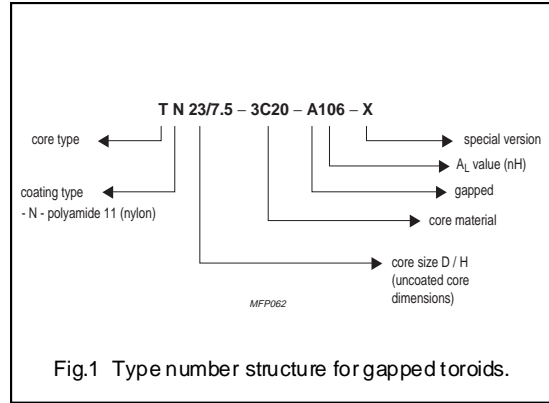 T N 23/7.5 – 3C20 – A106 – X
core type
special version
AL value (nH)
coating type
- N - polyamide 11 (nylon)
gapped
core material
core size D / H
(uncoated core
dimensions)
MFP062
Fig.1 Type number structure for gapped toroids.